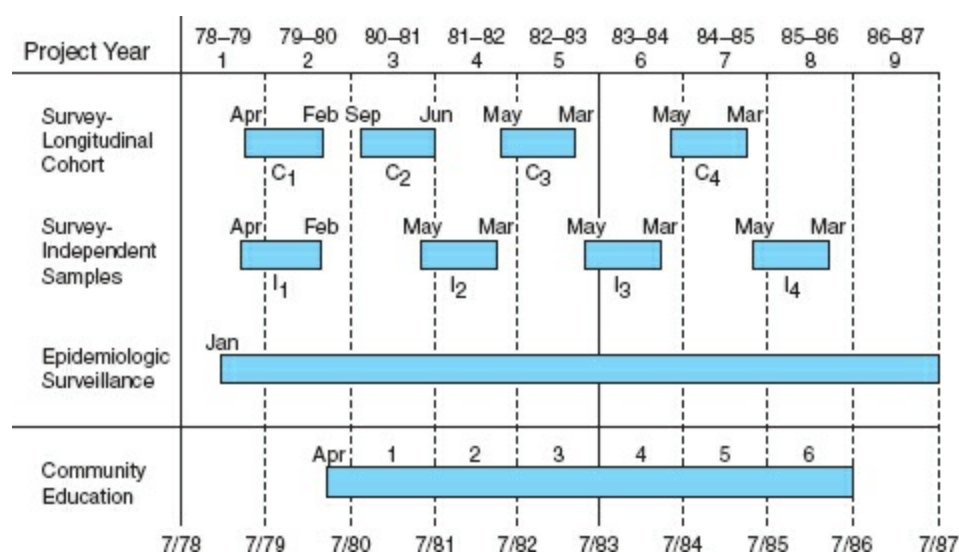 78–79 79–80 80–81 81–82 82–83 83–84 84–85 85–86 86–87
Project Year 1 2 3 4 5 6 7 8 9
Survey-
Longitudinal
Cohort
Apr Feb Sep Jun May Mar May Mar
C1 C2 C3 C4
Survey-
Independent
Samples
Apr Feb May Mar May Mar May Mar
I1 I2 I3 I4
Jan
Epidemiologic
Surveillance
Community
Education
Apr 1 2 3 4 5 6
7/78 7/79 7/80 7/81 7/82 7/83 7/84 7/85 7/86 7/87